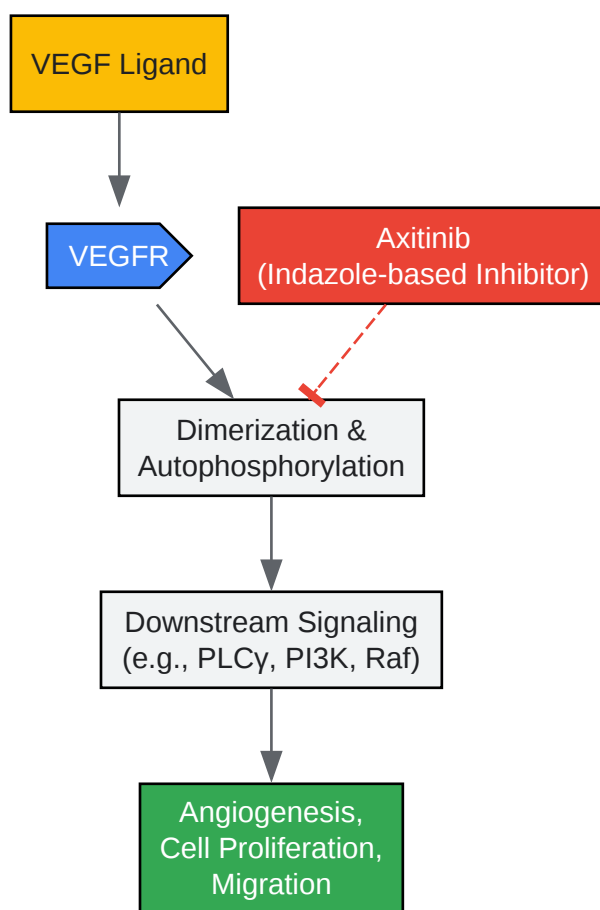 VEGF Ligand
VEGFR
Axitinib
(Indazole-based Inhibitor)
Dimerization &
Autophosphorylation
Downstream Signaling
(e.g., PLCγ, PI3K, Raf)
Angiogenesis,
Cell Proliferation,
Migration